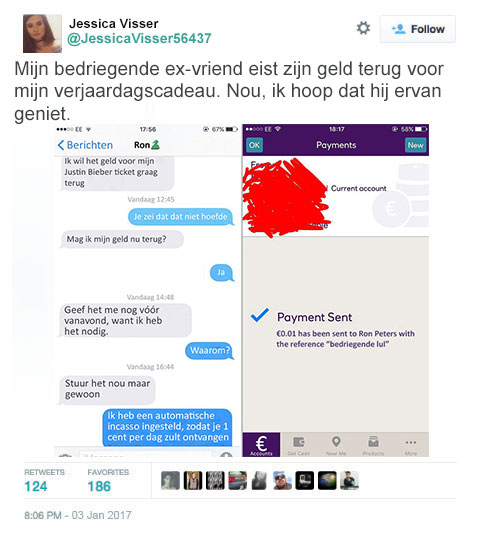 Jessica Visser
@JessicaVisser56437
Follow
Mijn bedriegende ex-vriend eist zijn geld terug voor
mijn verjaardagscadeau. Nou, ik hoop dat hij ervan
geniet.
EE 17:56 67%
Berichten Ron
Ik wil het geld voor mijn
Justin Bieber ticket graag
terug
Vandaag 12:45
Je zei dat dat niet hoefde
Mag ik mijn geld nu terug?
Ja
Vandaag 14:48
Geef het me nog vóór
vanavond, want ik heb
het nodig.
Waarom?
Vandaag 16:44
Stuur het nou maar
gewoon
Ik heb een automatische
incasso ingesteld, zodat je 1
cent per dag zult ontvangen
EE 18:17 58%
OK Payments New
Current account
Payment Sent
€0.01 has been sent to Ron Peters with
the reference “bedriegende lul”
€
Accounts Get Cash Near Me Products More
RETWEETS FAVORITES
124 186
8:06 PM - 03 Jan 2017